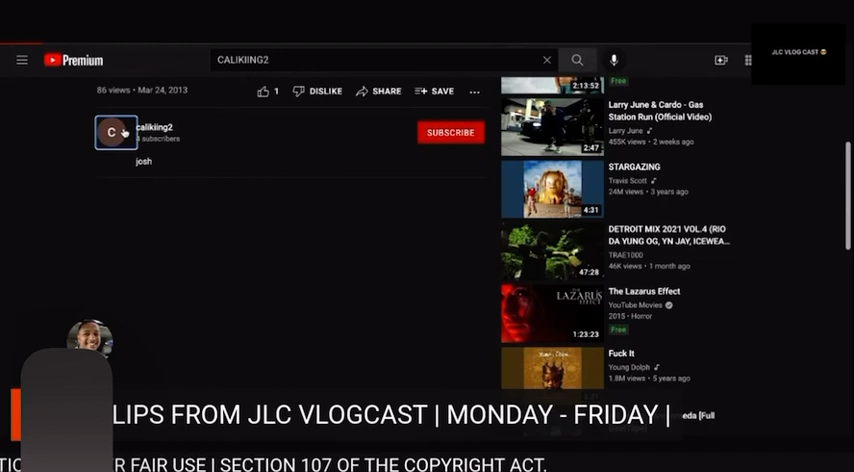 JLC VLOG CAST
Premium
CALIKIING2
86 views • Mar 24, 2013
1
DISLIKE
SHARE
SAVE
C
calikiing2
subscribers
SUBSCRIBE
josh
2:13:52
Free
Larry June & Cardo - Gas
Station Run (Official Video)
Larry June
455K views • 2 weeks ago
2:47
STARGAZING
Travis Scott
24M views • 3 years ago
4:31
DETROIT MIX 2021 VOL.4 (RIO
DA YUNG OG, YN JAY, ICEWEA...
TRAE1000
46K views • 1 month ago
47:28
The Lazarus Effect
YouTube Movies
2015 • Horror
Free
THE
LAZARUS
EFFECT
1:23:23
Fuck It
Young Dolph
1.8M views • 5 years ago
eda [Full
LIPS FROM JLC VLOGCAST | MONDAY - FRIDAY |
R FAIR USE | SECTION 107 OF THE COPYRIGHT ACT.